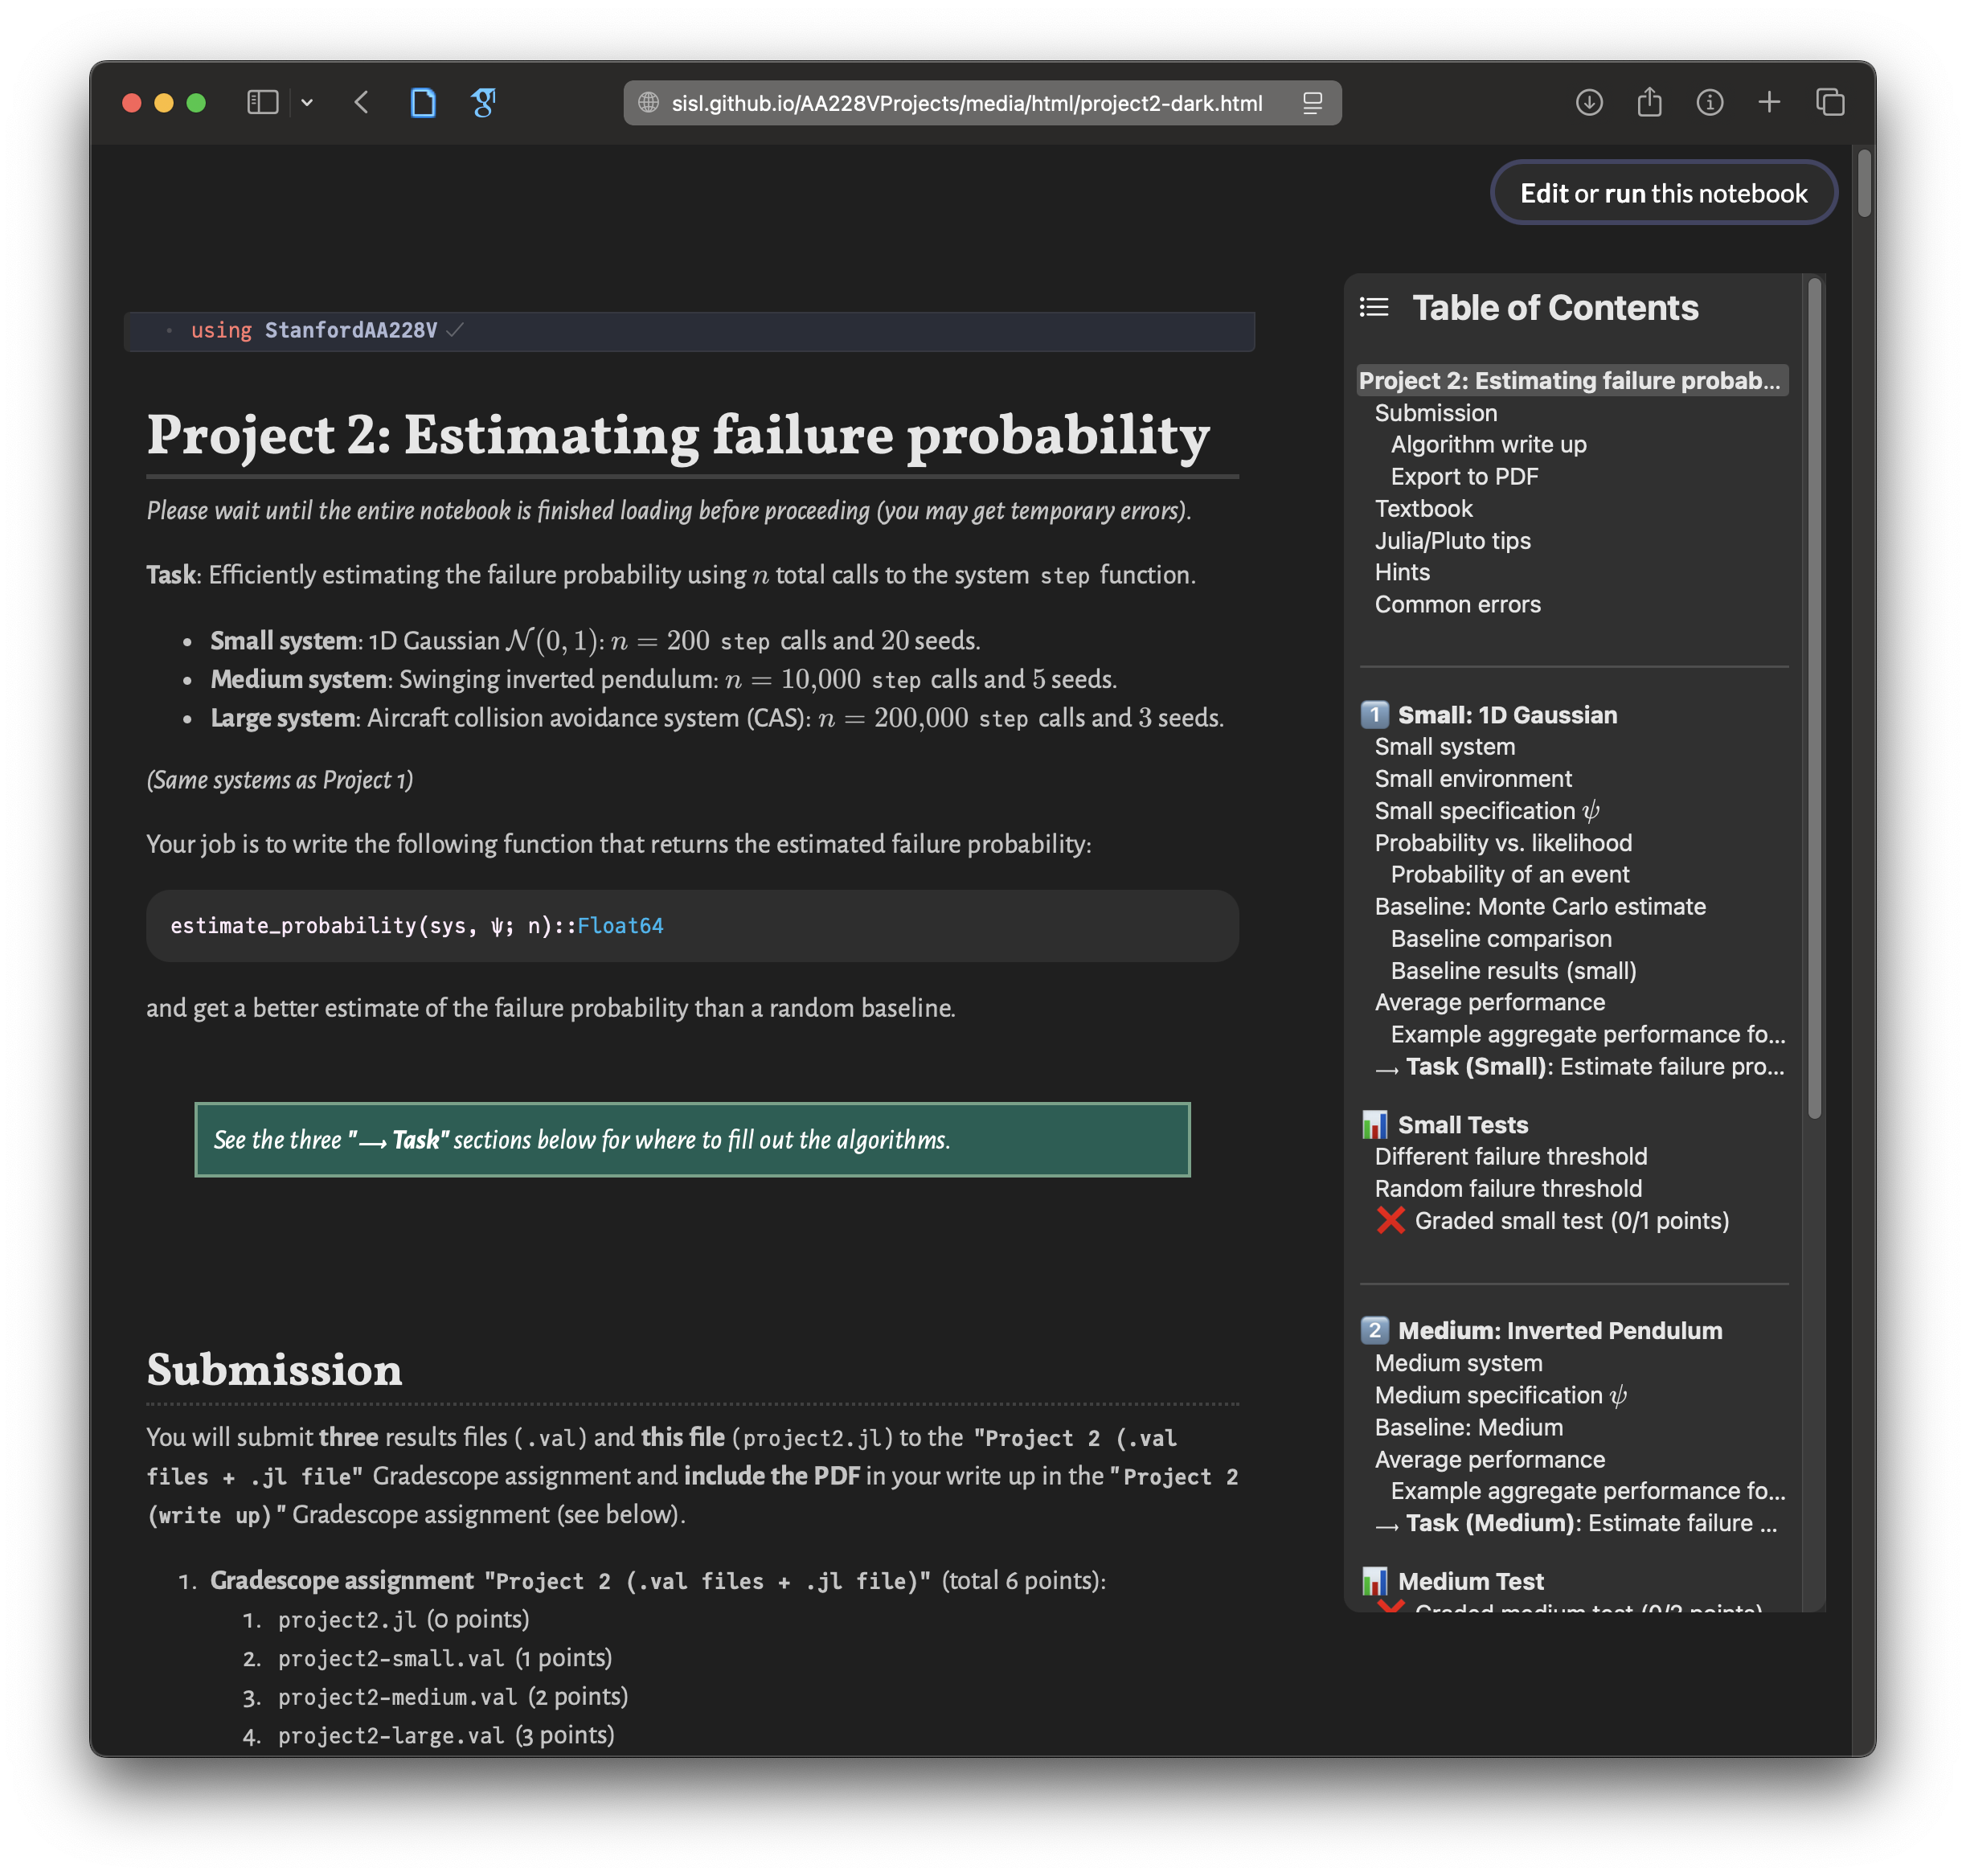 sisl.github.io/AA228VProjects/media/html/project2-dark.html
Edit or run this notebook
using StanfordAA228V
Project 2: Estimating failure probability
Please wait until the entire notebook is finished loading before proceeding (you may get temporary errors).
Task: Efficiently estimating the failure probability using n total calls to the system step function.
• Small system: 1D Gaussian 𝒩(0, 1): n = 200 step calls and 20 seeds.
• Medium system: Swinging inverted pendulum: n = 10,000 step calls and 5 seeds.
• Large system: Aircraft collision avoidance system (CAS): n = 200,000 step calls and 3 seeds.
(Same systems as Project 1)
Your job is to write the following function that returns the estimated failure probability:
estimate_probability(sys, ψ; n)::Float64
and get a better estimate of the failure probability than a random baseline.
See the three "⟶ Task" sections below for where to fill out the algorithms.
Submission
You will submit three results files (.val) and this file (project2.jl) to the "Project 2 (.val
files + .jl file" Gradescope assignment and include the PDF in your write up in the "Project 2
(write up)" Gradescope assignment (see below).
1. Gradescope assignment "Project 2 (.val files + .jl file)" (total 6 points):
1. project2.jl (0 points)
2. project2-small.val (1 points)
3. project2-medium.val (2 points)
4. project2-large.val (3 points)
Table of Contents
Project 2: Estimating failure probab...
Submission
Algorithm write up
Export to PDF
Textbook
Julia/Pluto tips
Hints
Common errors
1 Small: 1D Gaussian
Small system
Small environment
Small specification ψ
Probability vs. likelihood
Probability of an event
Baseline: Monte Carlo estimate
Baseline comparison
Baseline results (small)
Average performance
Example aggregate performance fo...
⟶ Task (Small): Estimate failure pro...
📊 Small Tests
Different failure threshold
Random failure threshold
❌ Graded small test (0/1 points)
2 Medium: Inverted Pendulum
Medium system
Medium specification ψ
Baseline: Medium
Average performance
Example aggregate performance fo...
⟶ Task (Medium): Estimate failure ...
📊 Medium Test
❌ Graded medium test (0/2 points)